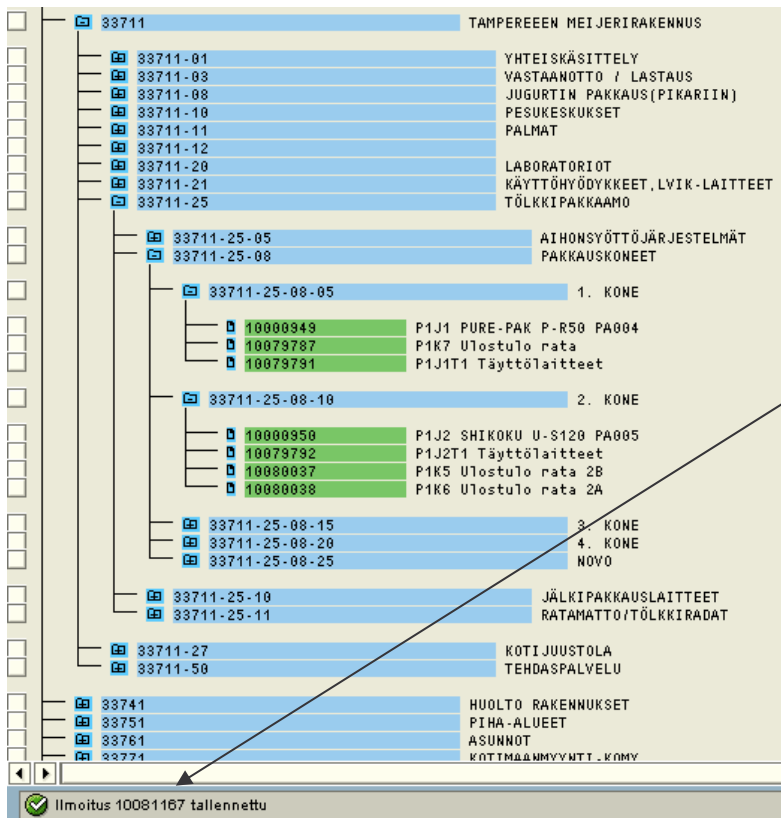 33711 TAMPEREEEN MEIJERIRAKENNUS
33711-01 YHTEISKÄSITTELY
33711-03 VASTAANOTTO / LASTAUS
33711-08 JUGURTIN PAKKAUS(PIKARIIN)
33711-10 PESUKESKUKSET
33711-11 PALMAT
33711-12
33711-20 LABORATORIOT
33711-21 KÄYTTÖHYÖDYKKEET,LVIK-LAITTEET
33711-25 TÖLKKIPAKKAAMO
33711-25-05 AIHONSYÖTTÖJÄRJESTELMÄT
33711-25-08 PAKKAUSKONEET
33711-25-08-05 1. KONE
10000949 P1J1 PURE-PAK P-R50 PA004
10079787 P1K7 Ulostulo rata
10079791 P1J1T1 Täyttölaitteet
33711-25-08-10 2. KONE
10000950 P1J2 SHIKOKU U-S120 PA005
10079792 P1J2T1 Täyttölaitteet
10080037 P1K5 Ulostulo rata 2B
10080038 P1K6 Ulostulo rata 2A
33711-25-08-15 3. KONE
33711-25-08-20 4. KONE
33711-25-08-25 NOVO
33711-25-10 JÄLKIPAKKAUSLAITTEET
33711-25-11 RATAMATTO/TÖLKKIRADAT
33711-27 KOTIJUUSTOLA
33711-50 TEHDASPALVELU
33741 HUOLTO RAKENNUKSET
33751 PIHA-ALUEET
33761 ASUNNOT
33771 KOTIMAANMYYNTI-KOMY
Ilmoitus 10081167 tallennettu